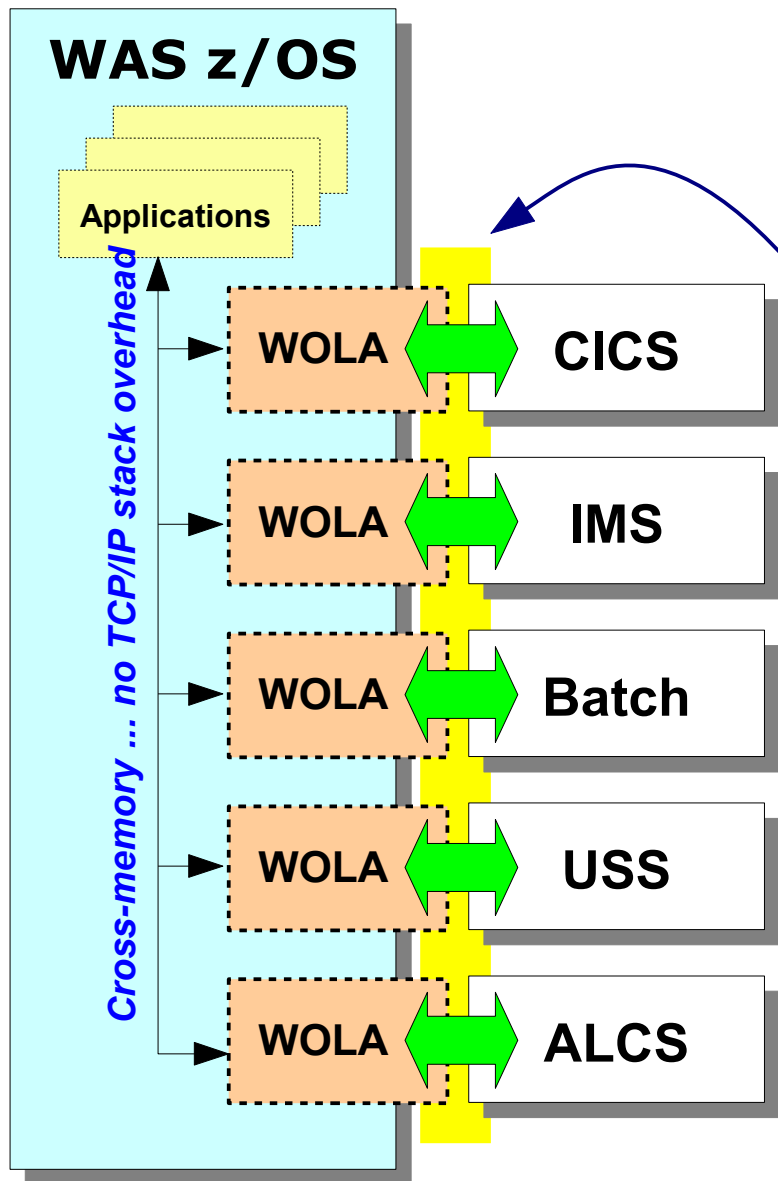 WAS z/OS
Applications
Cross-memory ... no TCP/IP stack overhead
WOLA
CICS
WOLA
IMS
WOLA
Batch
WOLA
USS
WOLA
ALCS